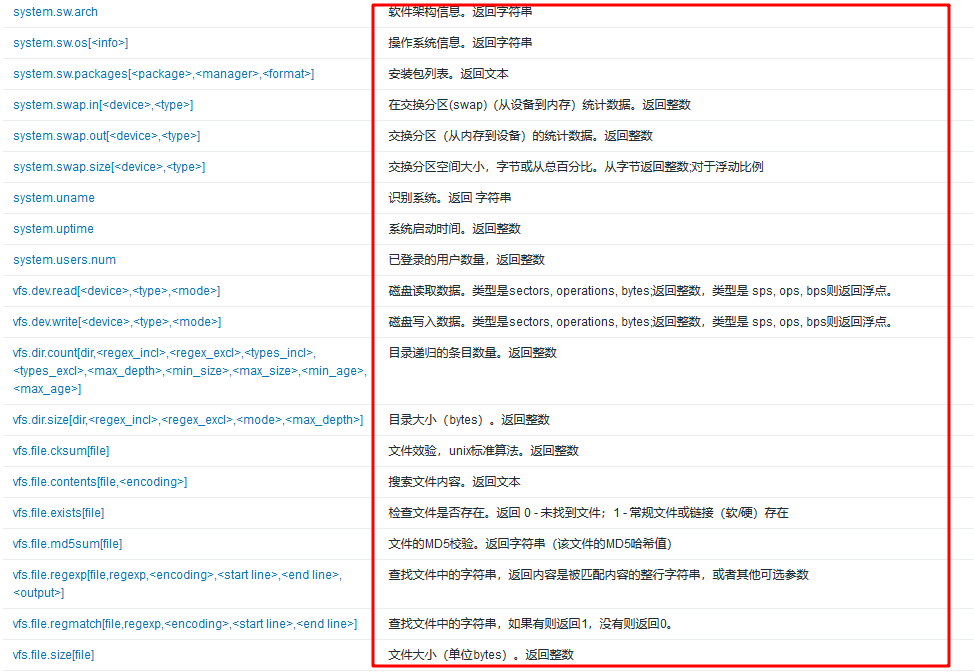 system.sw.arch 软件架构信息。返回字符串
system.sw.os[<info>] 操作系统信息。返回字符串
system.sw.packages[<package>,<manager>,<format>] 安装包列表。返回文本
system.swap.in[<device>,<type>] 在交换分区(swap)（从设备到内存）统计数据。返回整数
system.swap.out[<device>,<type>] 交换分区（从内存到设备）的统计数据。返回整数
system.swap.size[<device>,<type>] 交换分区空间大小，字节或从总百分比。从字节返回整数;对于浮动比例
system.uname 识别系统。返回 字符串
system.uptime 系统启动时间。返回整数
system.users.num 已登录的用户数量，返回整数
vfs.dev.read[<device>,<type>,<mode>] 磁盘读取数据。类型是sectors, operations, bytes;返回整数，类型是 sps, ops, bps则返回浮点。
vfs.dev.write[<device>,<type>,<mode>] 磁盘写入数据。类型是sectors, operations, bytes;返回整数，类型是 sps, ops, bps则返回浮点。
vfs.dir.count[dir,<regex_incl>,<regex_excl>,<types_incl>, 目录递归的条目数量。返回整数
<types_excl>,<max_depth>,<min_size>,<max_size>,<min_age>,
<max_age>]
vfs.dir.size[dir,<regex_incl>,<regex_excl>,<mode>,<max_depth>] 目录大小（bytes）。返回整数
vfs.file.cksum[file] 文件效验，unix标准算法。返回整数
vfs.file.contents[file,<encoding>] 搜索文件内容。返回文本
vfs.file.exists[file] 检查文件是否存在。返回 0 - 未找到文件；1 - 常规文件或链接（软/硬）存在
vfs.file.md5sum[file] 文件的MD5校验。返回字符串（该文件的MD5哈希值）
vfs.file.regexp[file,regexp,<encoding>,<start line>,<end line>, 查找文件中的字符串，返回内容是被匹配内容的整行字符串，或者其他可选参数
<output>]
vfs.file.regmatch[file,regexp,<encoding>,<start line>,<end line>] 查找文件中的字符串，如果有则返回1，没有则返回0。
vfs.file.size[file] 文件大小（单位bytes）。返回整数